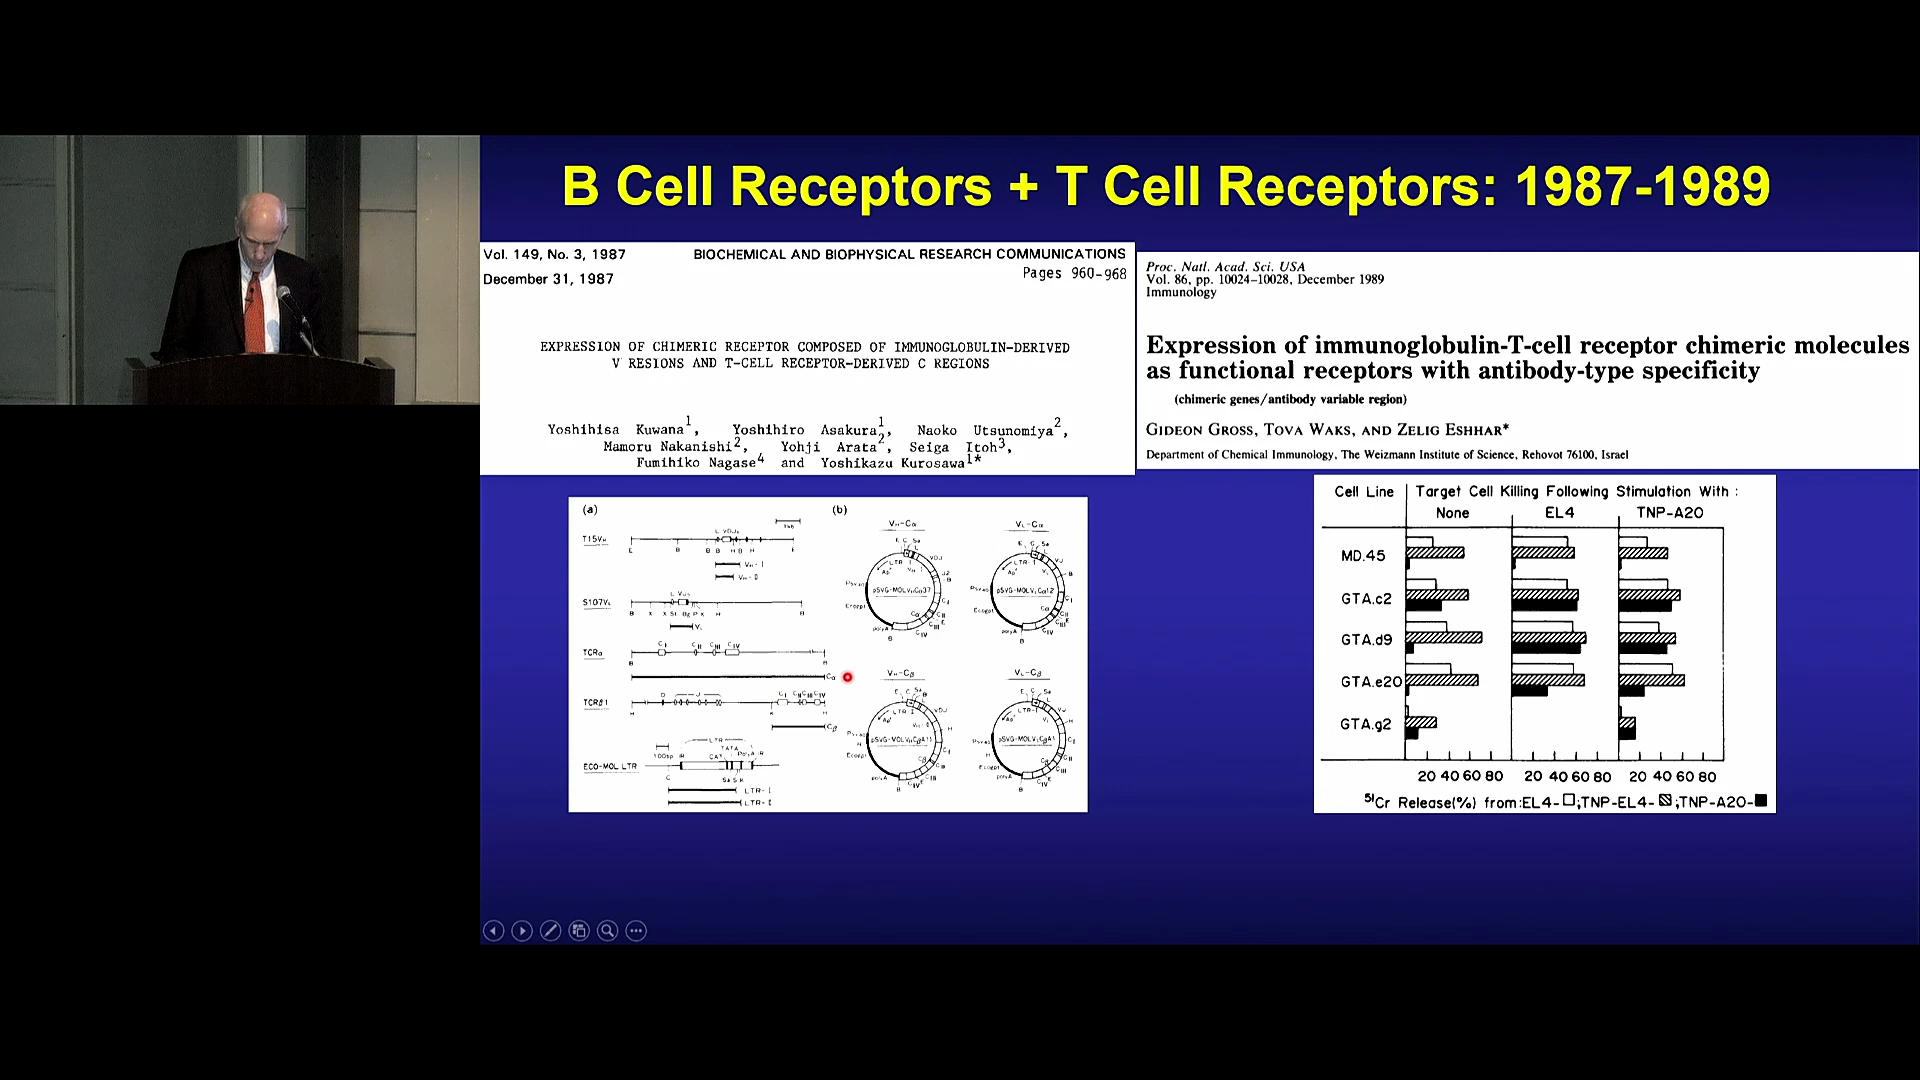 B Cell Receptors + T Cell Receptors: 1987-1989
Vol. 149, No. 3, 1987
BIOCHEMICAL AND BIOPHYSICAL RESEARCH COMMUNICATIONS
December 31, 1987
Pages 960-968
EXPRESSION OF CHIMERIC RECEPTOR COMPOSED OF IMMUNOGLOBULIN-DERIVED
V RESIONS AND T-CELL RECEPTOR-DERIVED C REGIONS
Yoshihisa Kuwana1, Yoshihiro Asakura1, Naoko Utsunomiya2,
Mamoru Nakanishi2, Yohji Arata2, Seiga Itoh3,
Fumihiko Nagase4 and Yoshikazu Kurosawa1*
Proc. Natl. Acad. Sci. USA
Vol. 86, pp. 10024–10028, December 1989
Immunology
Expression of immunoglobulin-T-cell receptor chimeric molecules
as functional receptors with antibody-type specificity
(chimeric genes/antibody variable region)
GIDEON GROSS, TOVA WAKS, AND ZELIG ESHHAR*
Department of Chemical Immunology, The Weizmann Institute of Science, Rehovot 76100, Israel
(a)
T15VH
S107VL
TCRα
Cα
TCRβ1
Cβ
ECO-MOL LTR
LTR-I
(b)
VH-Cα
VL-Cα
VH-Cβ
VL-Cβ
Cell Line
Target Cell Killing Following Stimulation With :
None
EL4
TNP-A20
MD.45
GTA.c2
GTA.d9
GTA.e20
GTA.g2
20 40 60 80
20 40 60 80
20 40 60 80
51Cr Release(%) from:EL4-□;TNP-EL4-▨;TNP-A20-■